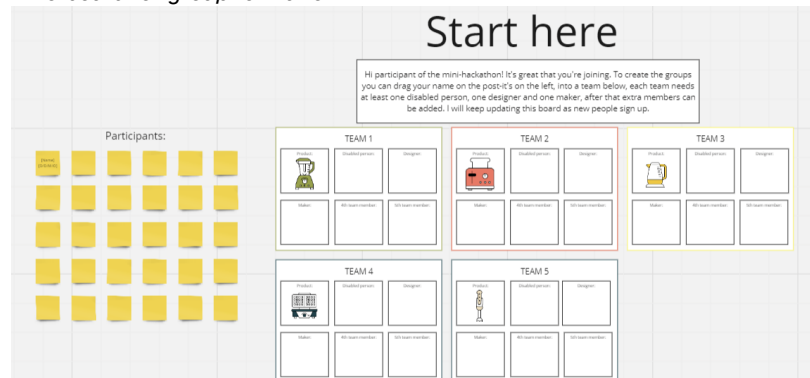 Start here
Hi participant of the mini-hackathon! It's great that you're joining. To create the groups
you can drag your name on the post-it's on the left, into a team below, each team needs
at least one disabled person, one designer and one maker, after that extra members can
be added. I will keep updating this board as new people sign up.
Participants:
TEAM 1
Product:
Disabled person:
Designer:
Maker:
4th team member:
5th team member:
TEAM 2
Product:
Disabled person:
Designer:
Maker:
4th team member:
5th team member:
TEAM 3
Product:
Disabled person:
Designer:
Maker:
4th team member:
5th team member:
TEAM 4
Product:
Disabled person:
Designer:
Maker:
4th team member:
5th team member:
TEAM 5
Product:
Disabled person:
Designer:
Maker:
4th team member:
5th team member: